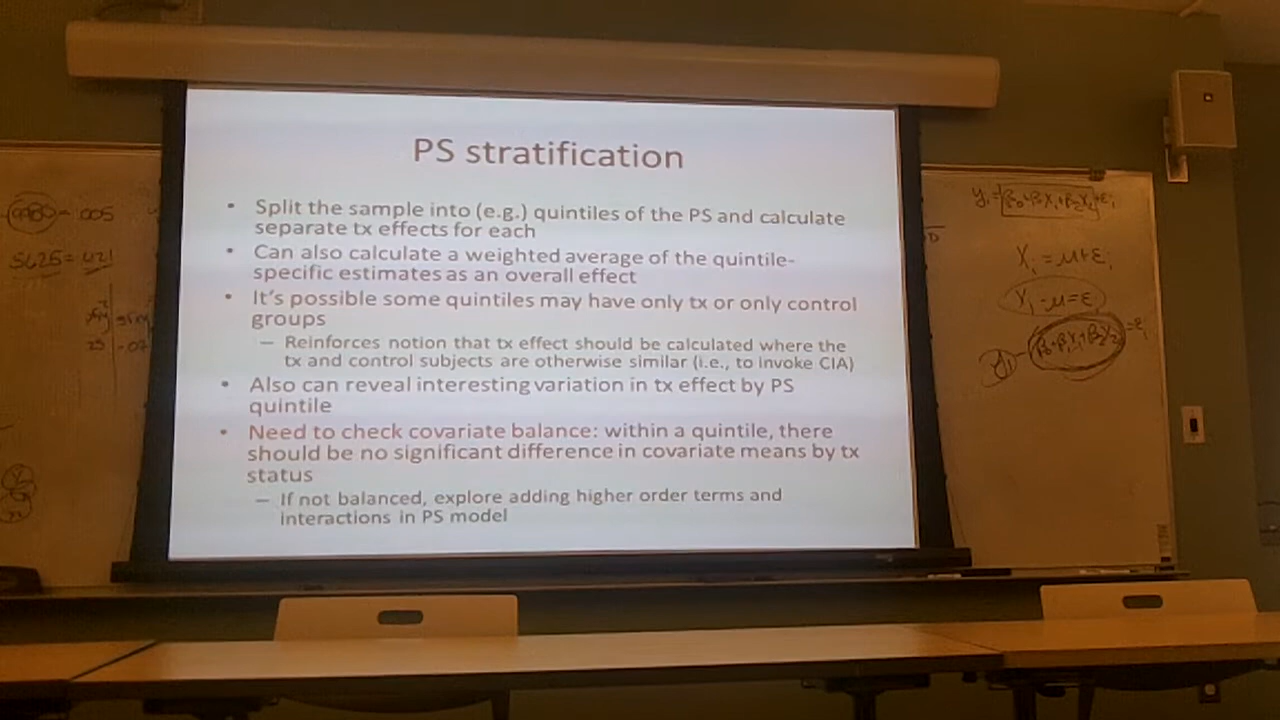 PS stratification
• Split the sample into (e.g.) quintiles of the PS and calculate
separate tx effects for each
• Can also calculate a weighted average of the quintile-
specific estimates as an overall effect
• It's possible some quintiles may have only tx or only control
groups
– Reinforces notion that tx effect should be calculated where the
tx and control subjects are otherwise similar (i.e., to invoke CIA)
• Also can reveal interesting variation in tx effect by PS
quintile
• Need to check covariate balance: within a quintile, there
should be no significant difference in covariate means by tx
status
– If not balanced, explore adding higher order terms and
interactions in PS model
= .005
.5625 = .421